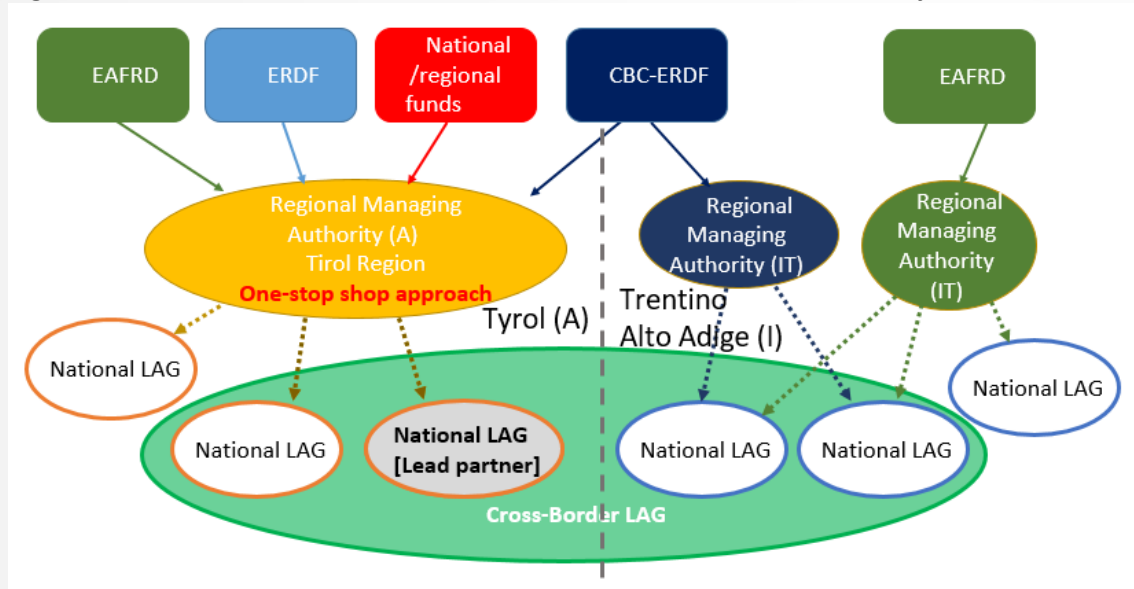 EAFRD
ERDF
National
/regional
funds
CBC-ERDF
EAFRD
Regional Managing
Authority (A)
Tirol Region
One-stop shop approach
Regional
Managing
Authority (IT)
Regional
Managing
Authority
(IT)
Tyrol (A)
Trentino
Alto Adige (I)
National LAG
National LAG
National LAG
[Lead partner]
National LAG
National LAG
National LAG
Cross-Border LAG